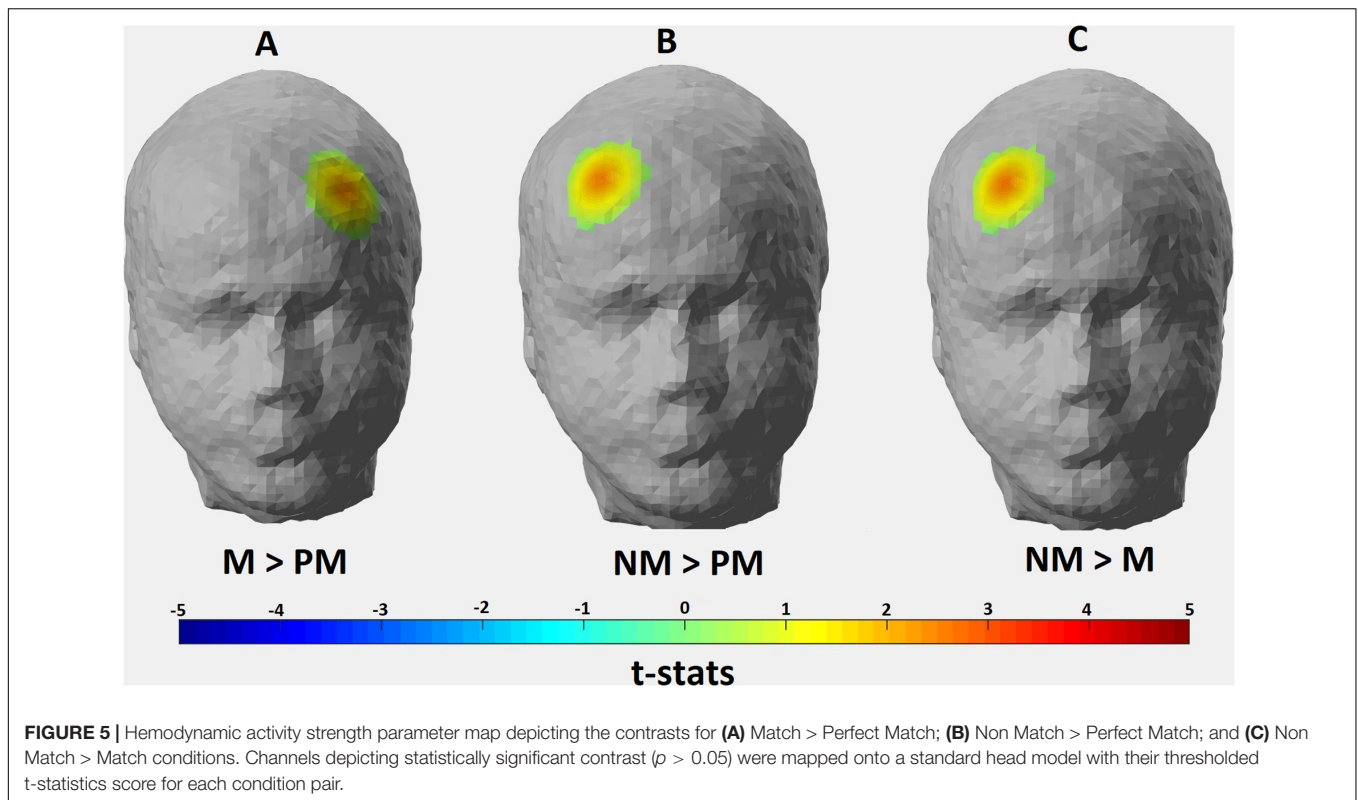 A B C
M > PM NM > PM NM > M
-5 -4 -3 -2 -1 0 1 2 3 4 5
t-stats
FIGURE 5 | Hemodynamic activity strength parameter map depicting the contrasts for (A) Match > Perfect Match; (B) Non Match > Perfect Match; and (C) Non
Match > Match conditions. Channels depicting statistically significant contrast (p > 0.05) were mapped onto a standard head model with their thresholded
t-statistics score for each condition pair.